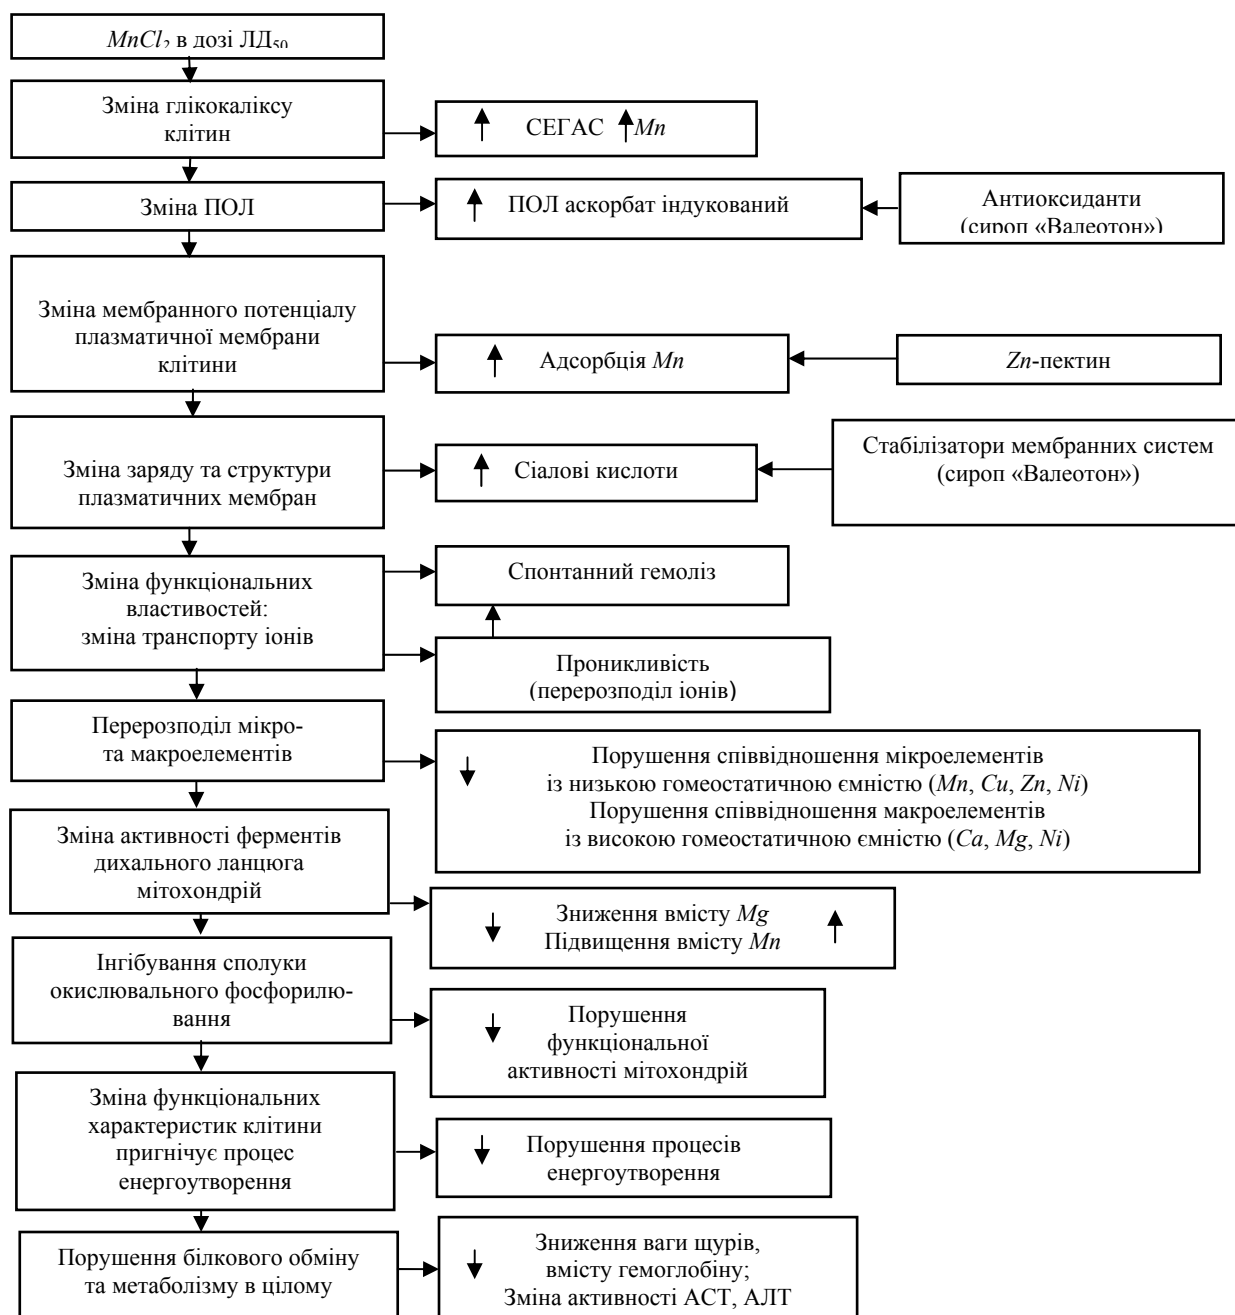 MnCl₂ в дозі ЛД₅₀
Зміна глікокаліксу
клітин
↑ СЕГАС ↑Mn
Зміна ПОЛ
↑ ПОЛ аскорбат індукований
Антиоксиданти
(сироп «Валеотон»)
Зміна мембранного потенціалу
плазматичної мембрани
клітини
↑ Адсорбція Mn
Zn-пектин
Зміна заряду та структури
плазматичних мембран
↑ Сіалові кислоти
Стабілізатори мембранних систем
(сироп «Валеотон»)
Зміна функціональних
властивостей:
зміна транспорту іонів
Спонтанний гемоліз
Проникливість
(перерозподіл іонів)
Перерозподіл мікро-
та макроелементів
↓ Порушення співвідношення мікроелементів
із низькою гомеостатичною ємністю (Mn, Cu, Zn, Ni)
Порушення співвідношення макроелементів
із високою гомеостатичною ємністю (Ca, Mg, Ni)
Зміна активності ферментів
дихального ланцюга
мітохондрій
↓ Зниження вмісту Mg
Підвищення вмісту Mn ↑
Інгібування сполуки
окислювального фосфорилю-
вання
↓ Порушення
функціональної
активності мітохондрій
Зміна функціональних
характеристик клітини
пригнічує процес
енергоутворення
↓ Порушення процесів
енергоутворення
Порушення білкового обміну
та метаболізму в цілому
↓ Зниження ваги щурів,
вмісту гемоглобіну;
Зміна активності АСТ, АЛТ